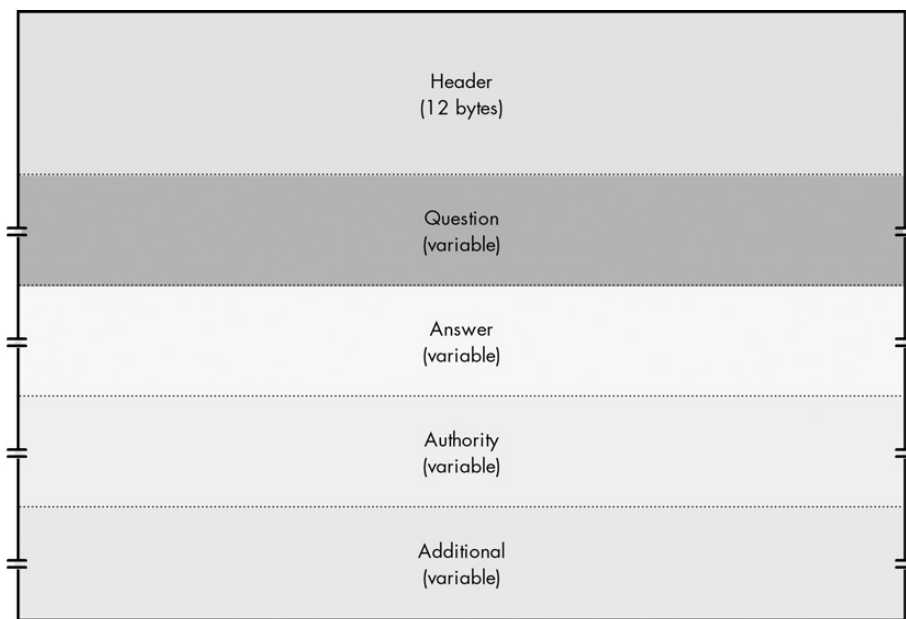 Header
(12 bytes)
Question
(variable)
Answer
(variable)
Authority
(variable)
Additional
(variable)